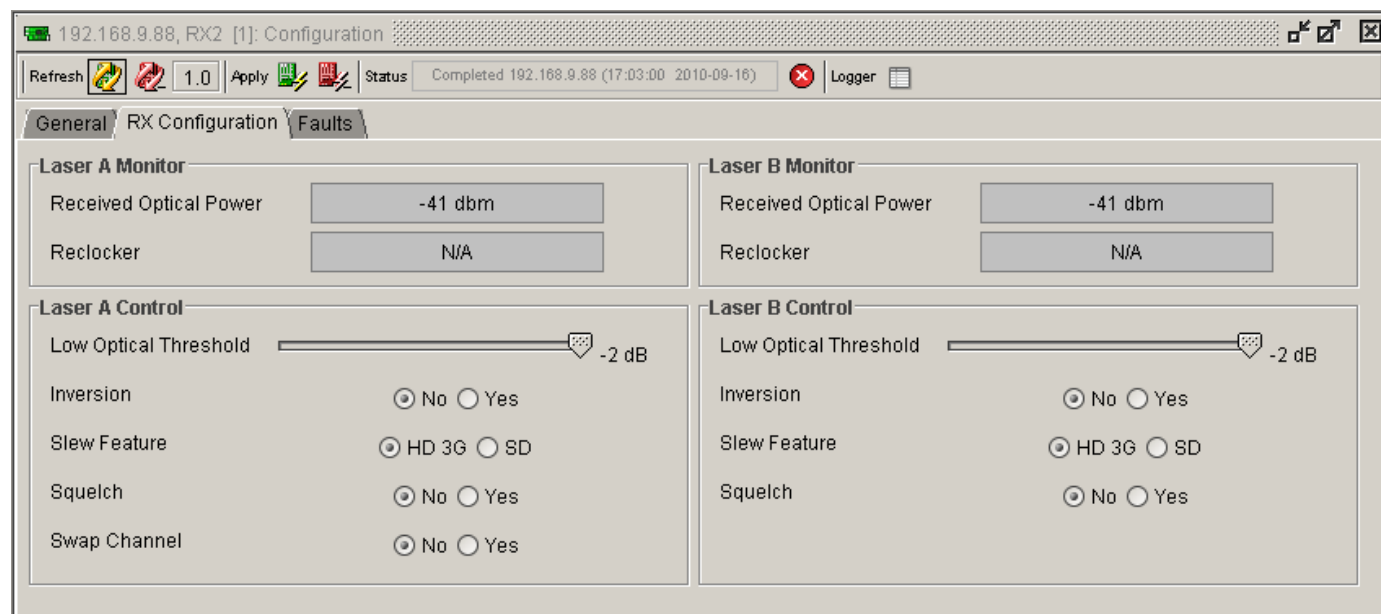 192.168.9.88, RX2 [1]: Configuration
Refresh 1.0 Apply Status Completed 192.168.9.88 (17:03:00 2010-09-16) Logger
General RX Configuration Faults
Laser A Monitor
Received Optical Power -41 dbm
Reclocker N/A
Laser B Monitor
Received Optical Power -41 dbm
Reclocker N/A
Laser A Control
Low Optical Threshold -2 dB
Inversion No Yes
Slew Feature HD 3G SD
Squelch No Yes
Swap Channel No Yes
Laser B Control
Low Optical Threshold -2 dB
Inversion No Yes
Slew Feature HD 3G SD
Squelch No Yes